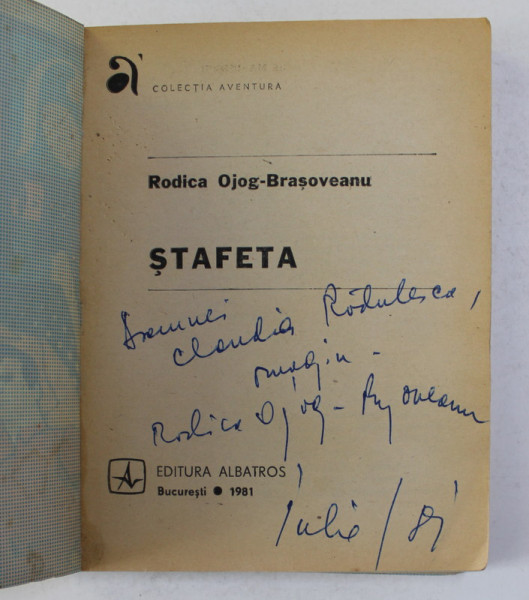 a
COLECȚIA AVENTURA
Rodica Ojog-Brașoveanu
ȘTAFETA
Doamnei
Claudia Rădulescu,
omagiu -
Rodica Ojog-Brașoveanu
EDITURA ALBATROS
București ● 1981
Iulie / 81